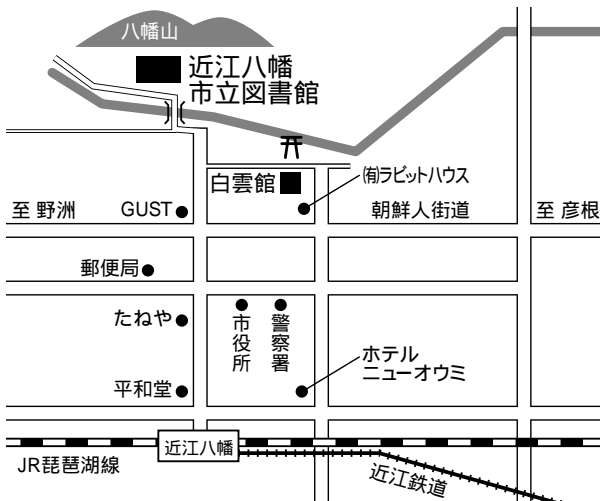 八幡山
近江八幡
市立図書館
白雲館
㈲ラビットハウス
至 野洲
GUST
朝鮮人街道
至 彦根
郵便局
たねや
市役所
警察署
ホテル
ニューオウミ
平和堂
近江八幡
JR琵琶湖線
近江鉄道